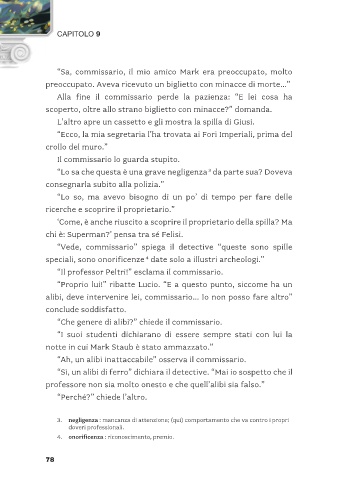 CAPITOLO 9
“Sa, commissario, il mio amico Mark era preoccupato, molto
preoccupato. Aveva ricevuto un biglietto con minacce di morte...”
Alla fine il commissario perde la pazienza: “E lei cosa ha
scoperto, oltre allo strano biglietto con minacce?” domanda.
L’altro apre un cassetto e gli mostra la spilla di Giusi.
“Ecco, la mia segretaria l’ha trovata ai Fori Imperiali, prima del
crollo del muro.”
Il commissario lo guarda stupito.
“Lo sa che questa è una grave negligenza³ da parte sua? Doveva
consegnarla subito alla polizia.”
“Lo so, ma avevo bisogno di un po’ di tempo per fare delle
ricerche e scoprire il proprietario.”
‘Come, è anche riuscito a scoprire il proprietario della spilla? Ma
chi è: Superman?’ pensa tra sé Felisi.
“Vede, commissario” spiega il detective “queste sono spille
speciali, sono onorificenze⁴ date solo a illustri archeologi.”
“Il professor Peltri!” esclama il commissario.
“Proprio lui!” ribatte Lucio. “E a questo punto, siccome ha un
alibi, deve intervenire lei, commissario... Io non posso fare altro”
conclude soddisfatto.
“Che genere di alibi?” chiede il commissario.
“I suoi studenti dichiarano di essere sempre stati con lui la
notte in cui Mark Staub è stato ammazzato.”
“Ah, un alibi inattaccabile” osserva il commissario.
“Sì, un alibi di ferro” dichiara il detective. “Mai io sospetto che il
professore non sia molto onesto e che quell’alibi sia falso.”
“Perché?” chiede l’altro.
3. negligenza : mancanza di attenzione; (qui) comportamento che va contro i propri
doveri professionali.
4. onorificenza : riconoscimento, premio.
78